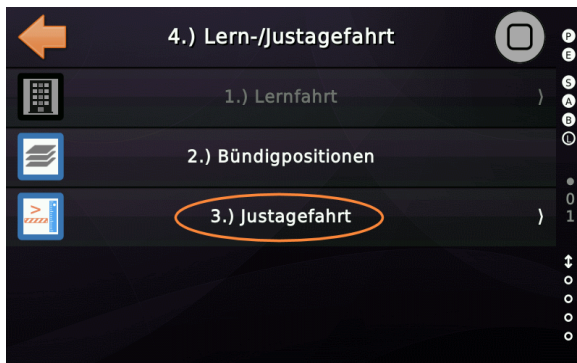 4.) Lern-/Justagefahrt
1.) Lernfahrt
2.) Bündigpositionen
3.) Justagefahrt
P
E
S
A
B
L
0
1